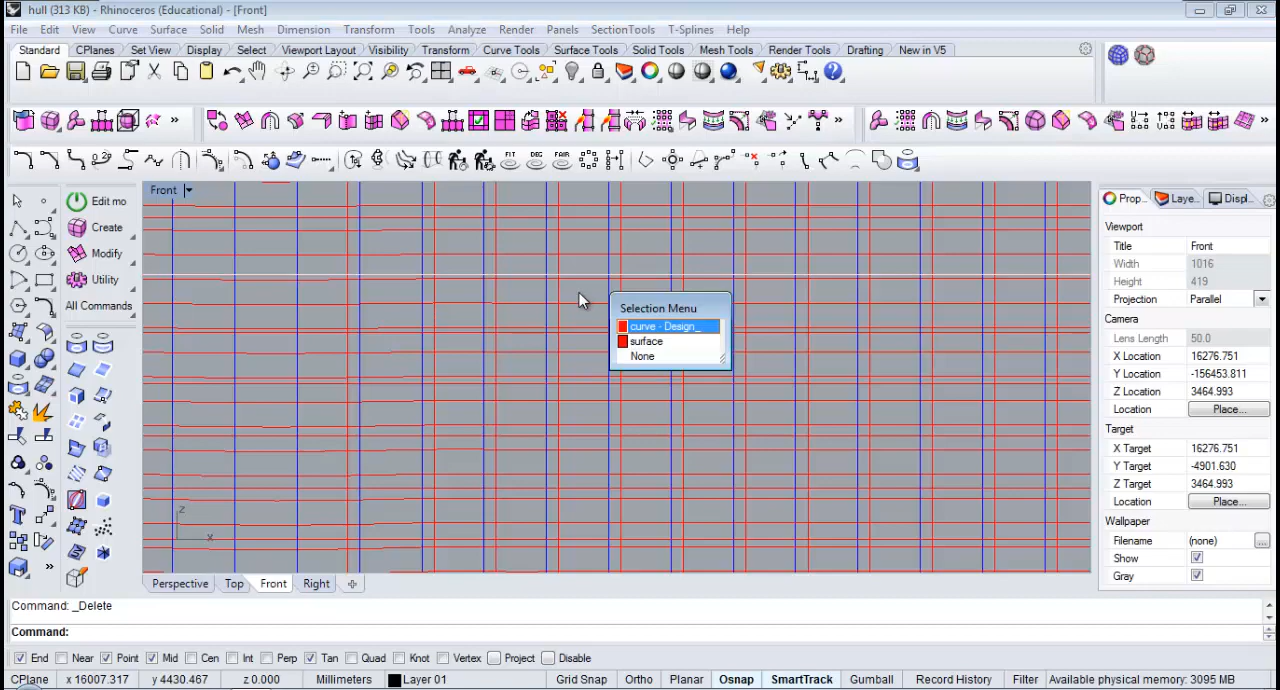 hull (313 KB) - Rhinoceros (Educational) - [Front]
File Edit View Curve Surface Solid Mesh Dimension Transform Tools Analyze Render Panels SectionTools T-Splines Help
Standard CPlanes Set View Display Select Viewport Layout Visibility Transform Curve Tools Surface Tools Solid Tools Mesh Tools Render Tools Drafting New in V5
FIT DEG FAIR
Front
Edit mo
Create
Modify
Utility
All Commands
Selection Menu
curve - Design_
surface
None
z
x
Prop...
Laye...
Displ...
Viewport
Title Front
Width 1016
Height 419
Projection Parallel
Camera
Lens Length 50.0
X Location 16276.751
Y Location -156453.811
Z Location 3464.993
Location Place...
Target
X Target 16276.751
Y Target -4901.630
Z Target 3464.993
Location Place...
Wallpaper
Filename (none) ...
Show
Gray
Perspective Top Front Right
Command: _Delete
Command:
End Near Point Mid Cen Int Perp Tan Quad Knot Vertex Project Disable
CPlane x 16007.317 y 4430.467 z 0.000 Millimeters Layer 01 Grid Snap Ortho Planar Osnap SmartTrack Gumball Record History Filter Available physical memory: 3095 MB